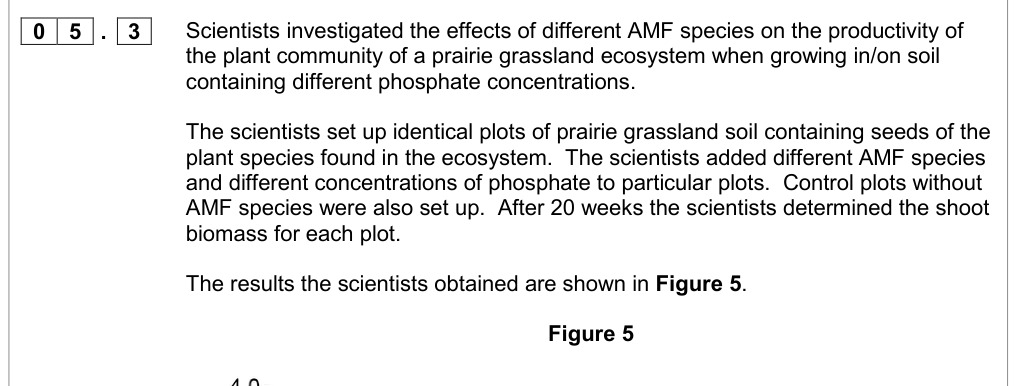 0 5 . 3 Scientists investigated the effects of different AMF species on the productivity of
the plant community of a prairie grassland ecosystem when growing in/on soil
containing different phosphate concentrations.
The scientists set up identical plots of prairie grassland soil containing seeds of the
plant species found in the ecosystem. The scientists added different AMF species
and different concentrations of phosphate to particular plots. Control plots without
AMF species were also set up. After 20 weeks the scientists determined the shoot
biomass for each plot.
The results the scientists obtained are shown in Figure 5.
Figure 5
4.0